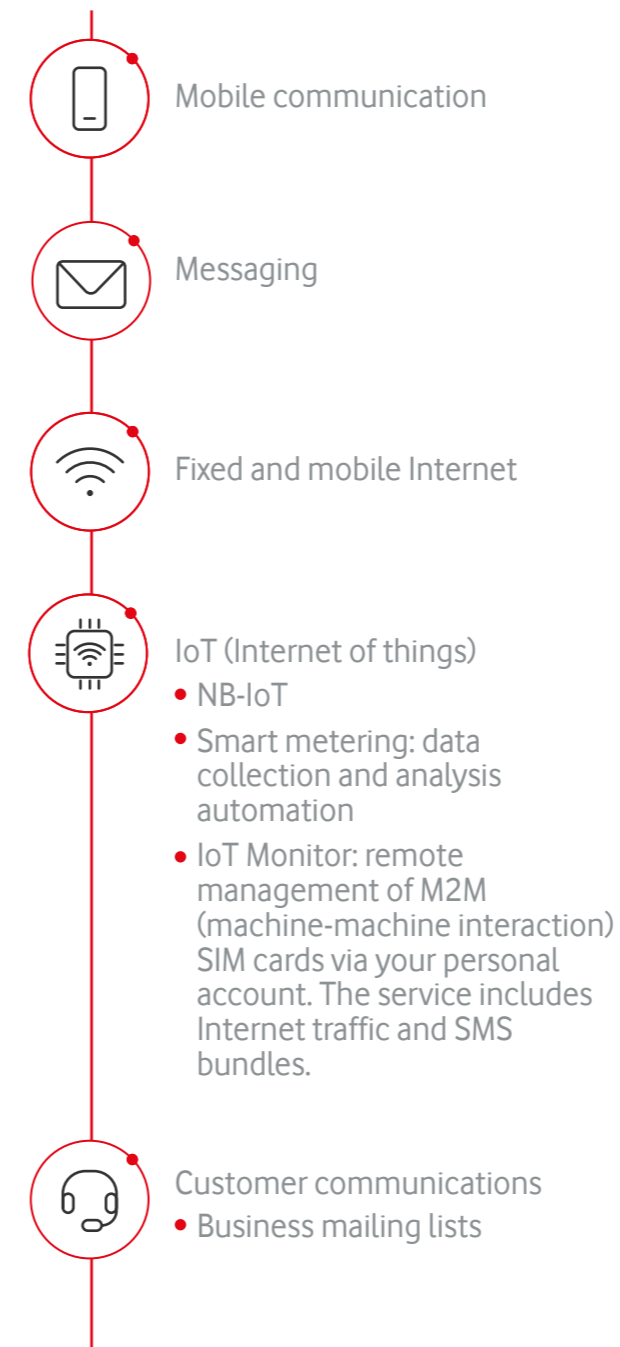 Mobile communication
Messaging
Fixed and mobile Internet
IoT (Internet of things)
• NB-IoT
• Smart metering: data
collection and analysis
automation
• IoT Monitor: remote
management of M2M
(machine-machine interaction)
SIM cards via your personal
account. The service includes
Internet traffic and SMS
bundles.
Customer communications
• Business mailing lists